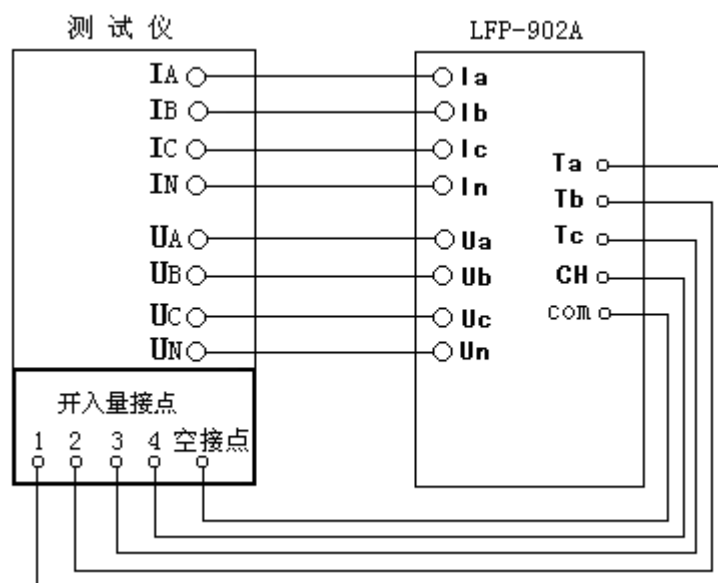 测 试 仪
LFP-902A
IA
IB
IC
IN
UA
UB
UC
UN
Ia
Ib
Ic
In
Ua
Ub
Uc
Un
Ta
Tb
Tc
CH
com
开入量接点
1 2 3 4 空接点